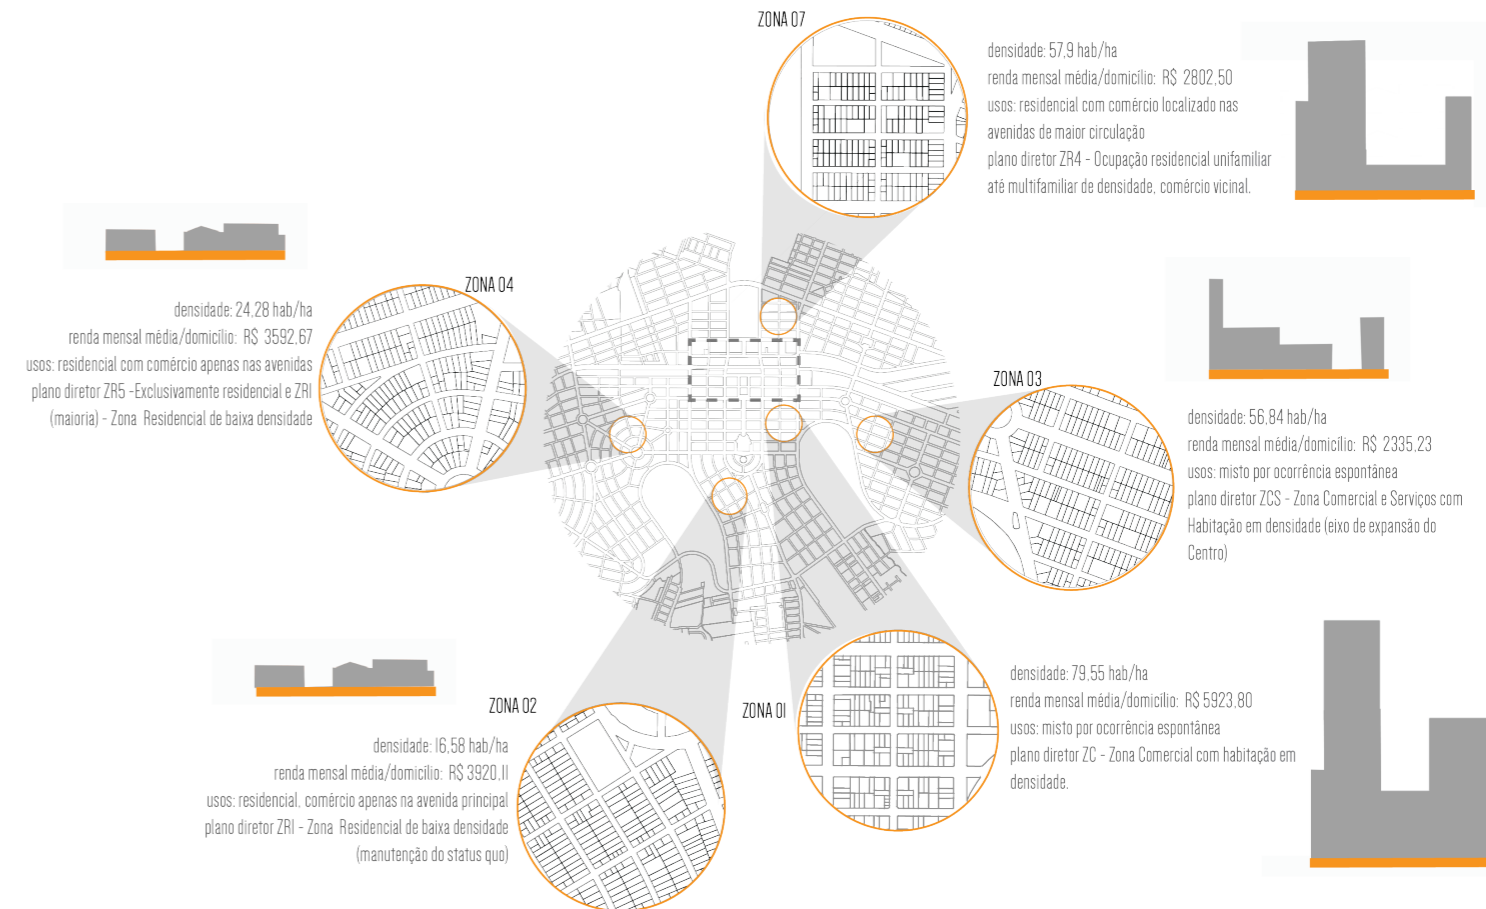 ZONA 07
densidade: 57,9 hab/ha
renda mensal média/domicílio: R$ 2802,50
usos: residencial com comércio localizado nas
avenidas de maior circulação
plano diretor ZR4 - Ocupação residencial unifamiliar
até multifamiliar de densidade, comércio vicinal.
ZONA 04
densidade: 24,28 hab/ha
renda mensal média/domicílio: R$ 3592,67
usos: residencial com comércio apenas nas avenidas
plano diretor ZR5 -Exclusivamente residencial e ZR1
(maioria) - Zona Residencial de baixa densidade
ZONA 03
densidade: 56,84 hab/ha
renda mensal média/domicílio: R$ 2335,23
usos: misto por ocorrência espontânea
plano diretor ZCS - Zona Comercial e Serviços com
Habitação em densidade (eixo de expansão do
Centro)
ZONA 02
densidade: 16,58 hab/ha
renda mensal média/domicílio: R$ 3920,11
usos: residencial, comércio apenas na avenida principal
plano diretor ZR1 - Zona Residencial de baixa densidade
(manutenção do status quo)
ZONA 01
densidade: 79,55 hab/ha
renda mensal média/domicílio: R$ 5923,80
usos: misto por ocorrência espontânea
plano diretor ZC - Zona Comercial com habitação em
densidade.